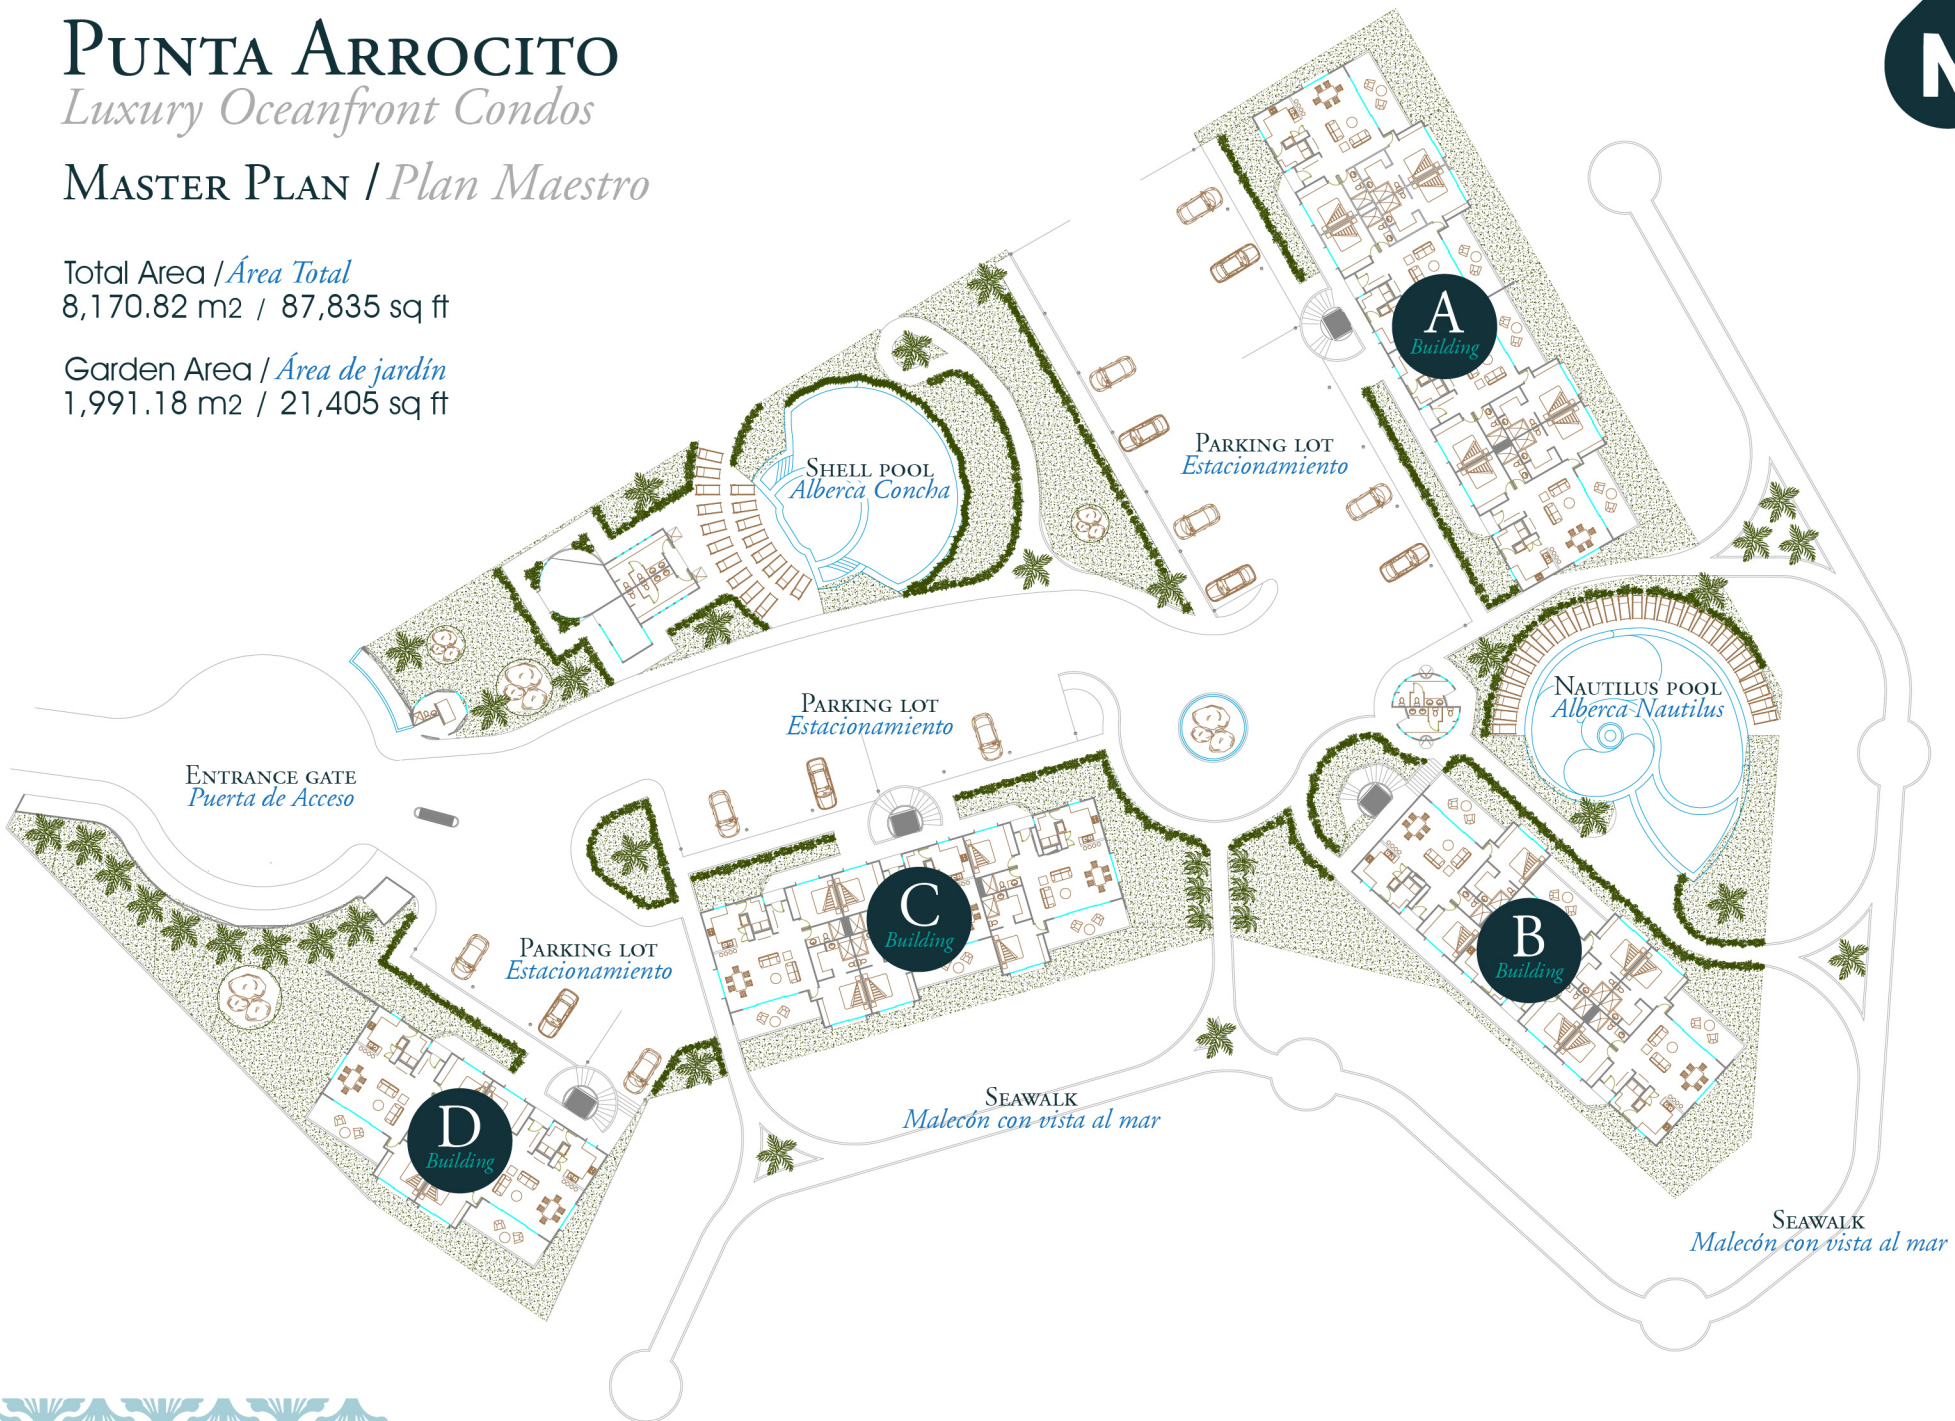 Punta Arrocito
Luxury Oceanfront Condos
Master Plan / Plan Maestro
Total Area / Área Total
8,170.82 m2 / 87,835 sq ft
Garden Area / Área de jardín
1,991.18 m2 / 21,405 sq ft
N
A
Building
Parking lot
Estacionamiento
Shell pool
Alberca Concha
Nautilus pool
Alberca Nautilus
Parking lot
Estacionamiento
Entrance gate
Puerta de Acceso
C
Building
B
Building
Parking lot
Estacionamiento
D
Building
Seawalk
Malecón con vista al mar
Seawalk
Malecón con vista al mar